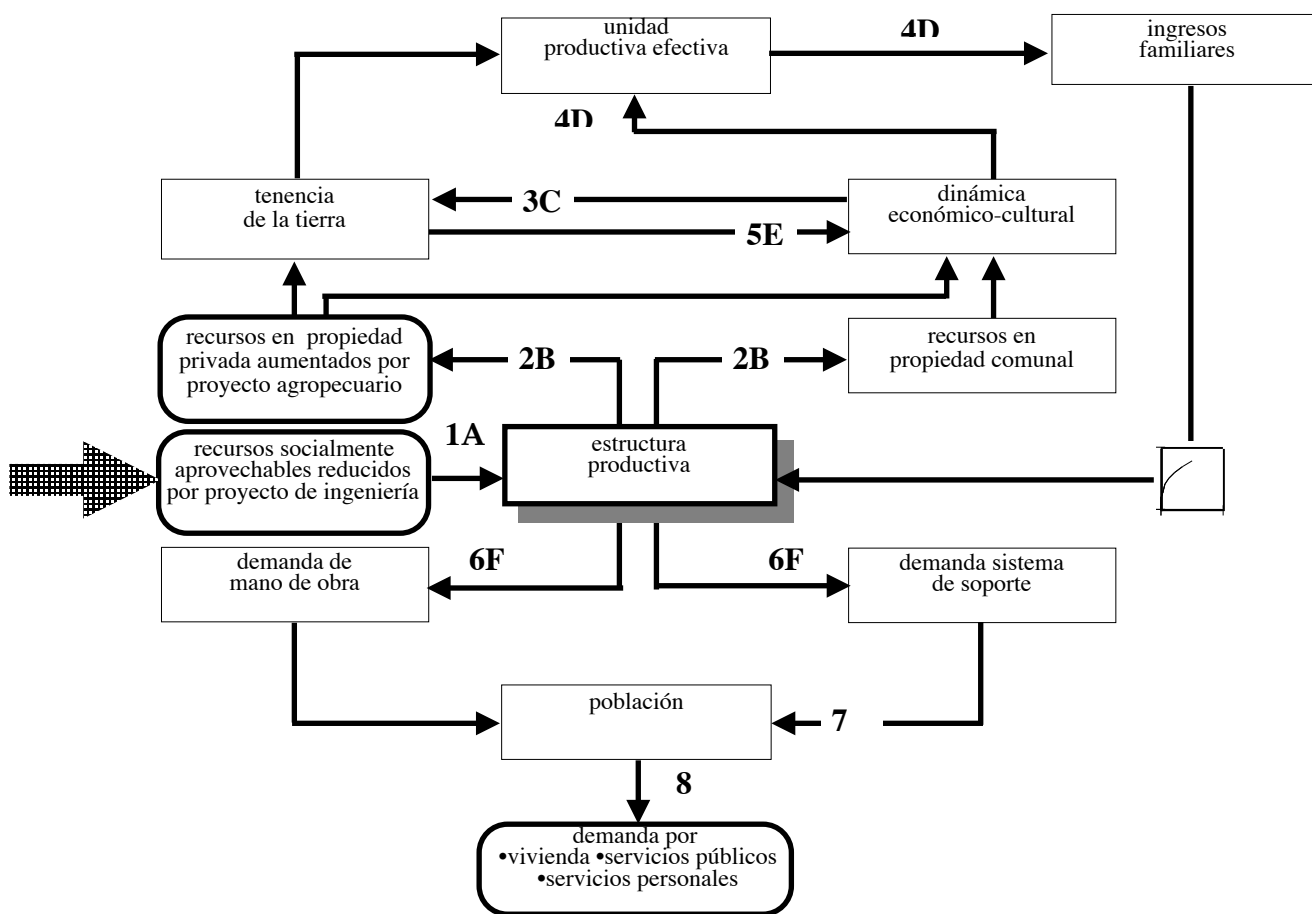 unidad
productiva efectiva
4D
ingresos
familiares
4D
tenencia
de la tierra
3C
5E
dinámica
económico-cultural
recursos en propiedad
privada aumentados por
proyecto agropecuario
2B
2B
recursos en
propiedad comunal
recursos socialmente
aprovechables reducidos
por proyecto de ingeniería
1A
estructura
productiva
demanda de
mano de obra
6F
6F
demanda sistema
de soporte
población
7
8
demanda por
•vivienda •servicios públicos
•servicios personales